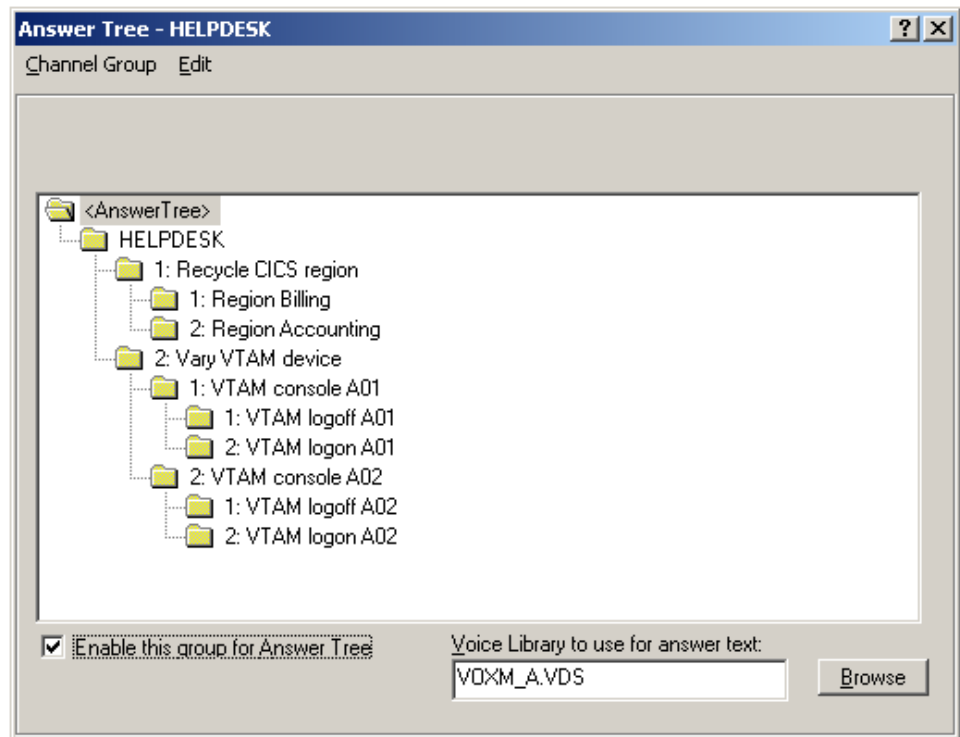 Answer Tree - HELPDESK
Channel Group Edit
<AnswerTree>
HELPDESK
1: Recycle CICS region
1: Region Billing
2: Region Accounting
2: Vary VTAM device
1: VTAM console A01
1: VTAM logoff A01
2: VTAM logon A01
2: VTAM console A02
1: VTAM logoff A02
2: VTAM logon A02
Enable this group for Answer Tree
Voice Library to use for answer text:
VOXM_A.VDS
Browse